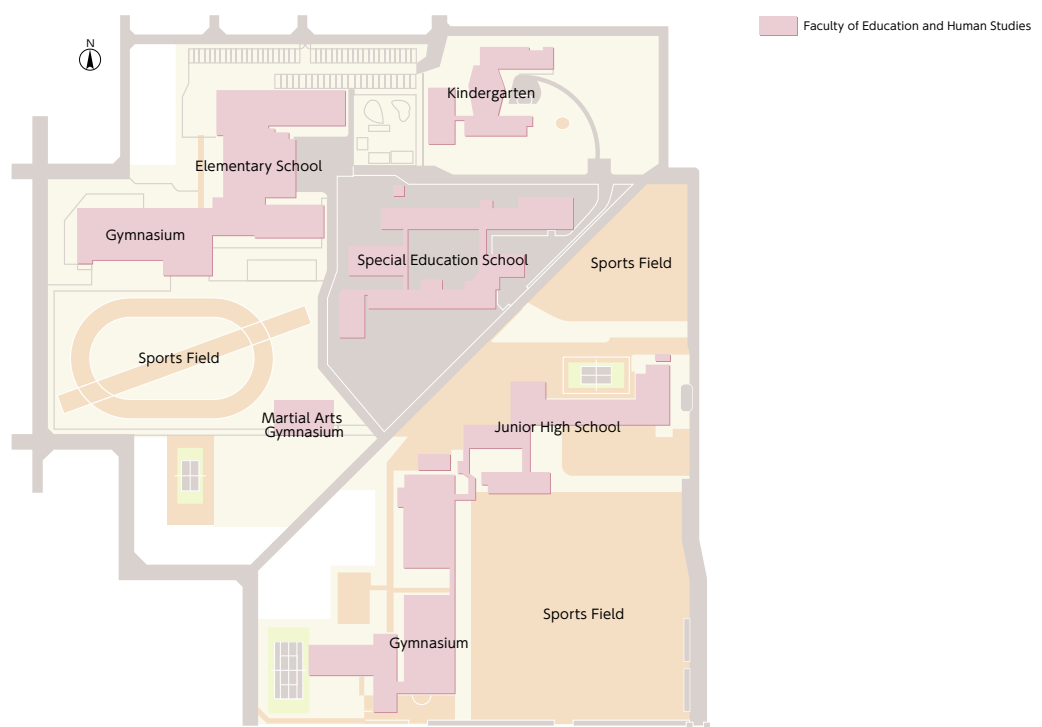 Faculty of Education and Human Studies
N
Kindergarten
Elementary School
Gymnasium
Special Education School
Sports Field
Sports Field
Martial Arts
Gymnasium
Junior High School
Sports Field
Gymnasium